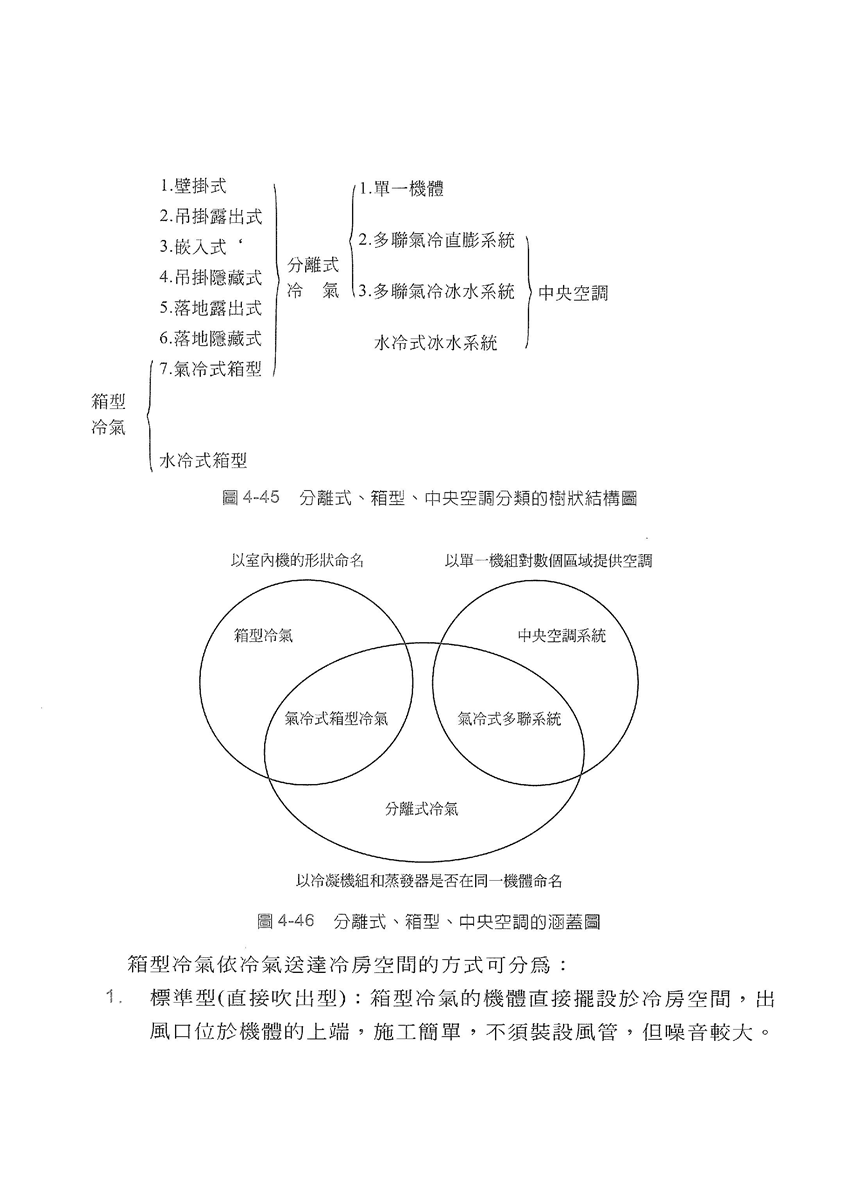 1.壁掛式
2.吊掛露出式
3.嵌入式
4.吊掛隱藏式
5.落地露出式
6.落地隱藏式
7.氣冷式箱型
箱型
冷氣
水冷式箱型
分離式
冷 氣
1.單一機體
2.多聯氣冷直膨系統
3.多聯氣冷冰水系統
水冷式冰水系統
中央空調
圖 4-45 分離式、箱型、中央空調分類的樹狀結構圖
以室內機的形狀命名
以單一機組對數個區域提供空調
箱型冷氣
中央空調系統
氣冷式箱型冷氣
氣冷式多聯系統
分離式冷氣
以冷凝機組和蒸發器是否在同一機體命名
圖 4-46 分離式、箱型、中央空調的涵蓋圖
箱型冷氣依冷氣送達冷房空間的方式可分爲：
1. 標準型(直接吹出型)：箱型冷氣的機體直接擺設於冷房空間，出
風口位於機體的上端，施工簡單，不須裝設風管，但噪音較大。